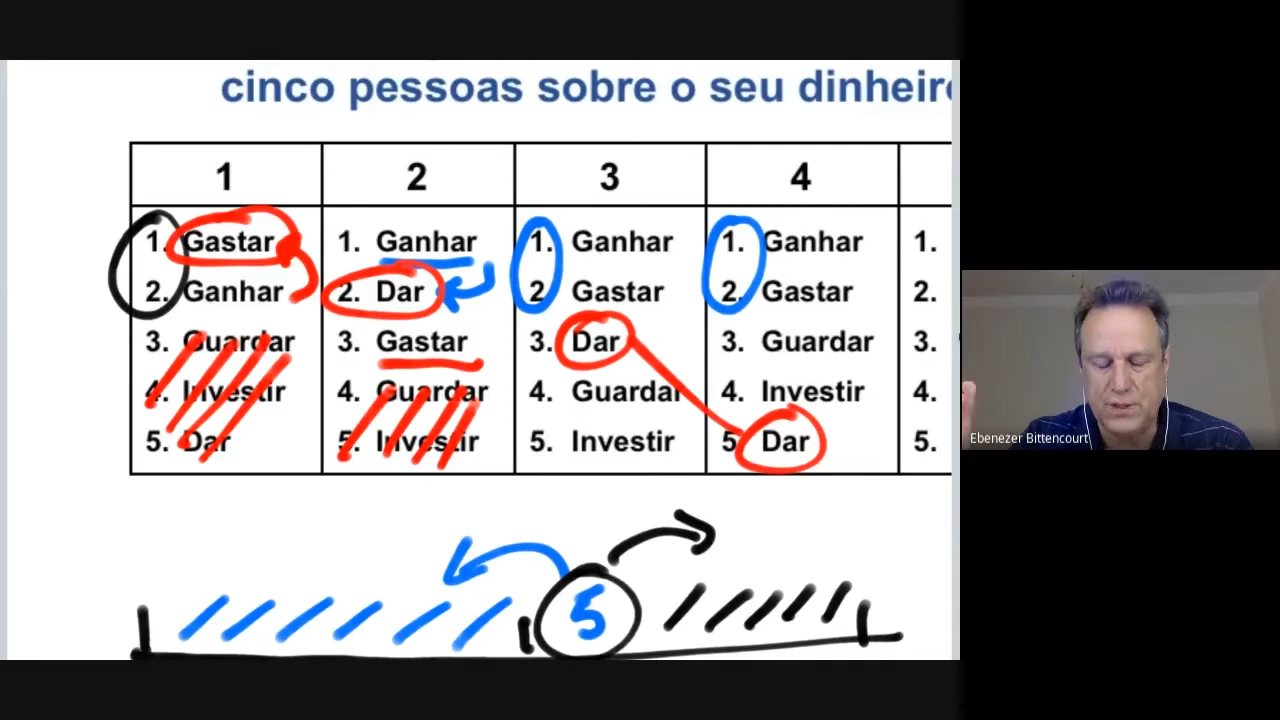 cinco pessoas sobre o seu dinheiro
1 2 3 4
1. Gastar 1. Ganhar 1. Ganhar 1. Ganhar 1.
2. Ganhar 2. Dar 2. Gastar 2. Gastar 2.
3. Guardar 3. Gastar 3. Dar 3. Guardar 3.
4. Investir 4. Guardar 4. Guardar 4. Investir 4.
5. Dar 5. Investir 5. Investir 5. Dar 5.
5
Ebenezer Bittencourt